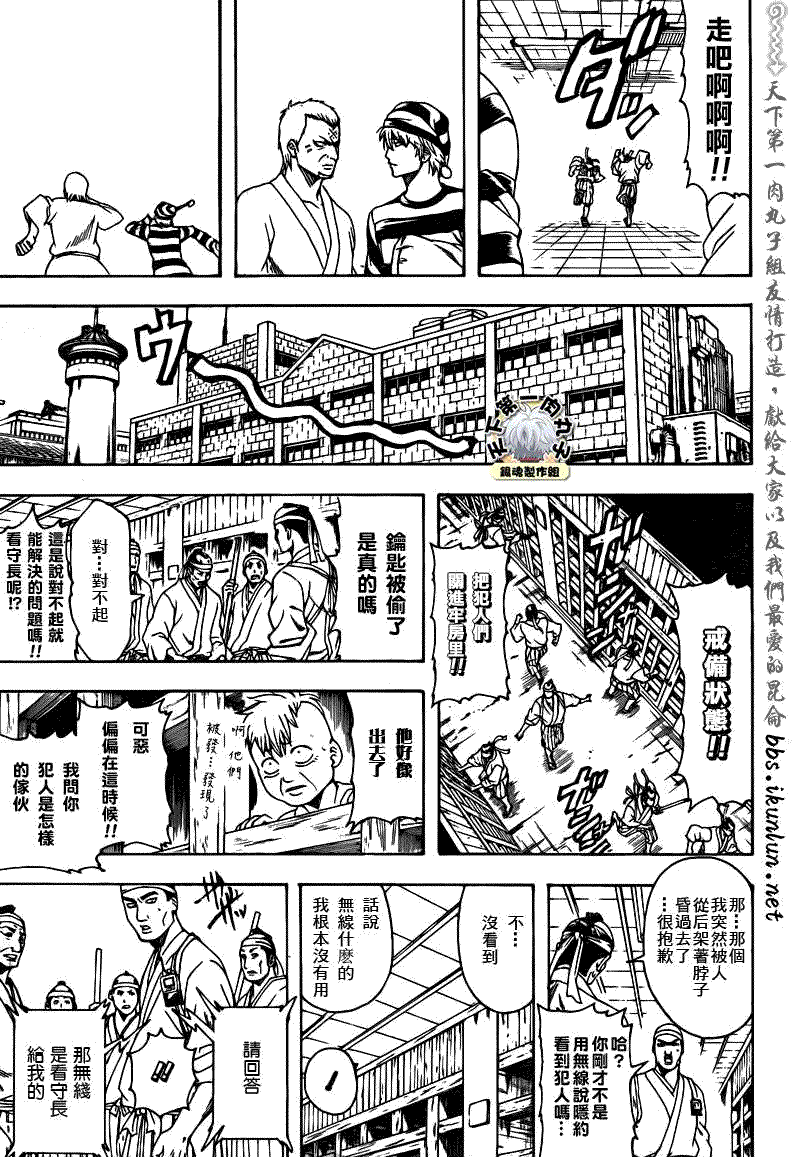 走吧啊啊啊!!
ダッ
ウゥ
戒備狀態!!
把犯人們
關進牢房里!!
鑰匙被偷了
是真的嗎
對…對不起
這是說對不起就
能解決的問題嗎!!
看守長呢!?
他好像
出去了
啊他們
被發…發現了
可惡
偏偏在這時候!!
我問你
犯人是怎樣
的傢伙
那…那個
我突然被人
從后架著脖子
昏過去了
…很抱歉
哈?
你剛才不是
用無線說隱約
看到犯人嗎…
不…
沒看到
話說
無線什麽的
我根本沒有用
請回答
!!
那無綫
是看守長
給我的
天下第一肉丸子
銀魂製作組
天下第一肉丸子組友情打造,獻給大家以及我們最愛的昆侖
bbs.ikunlun.net